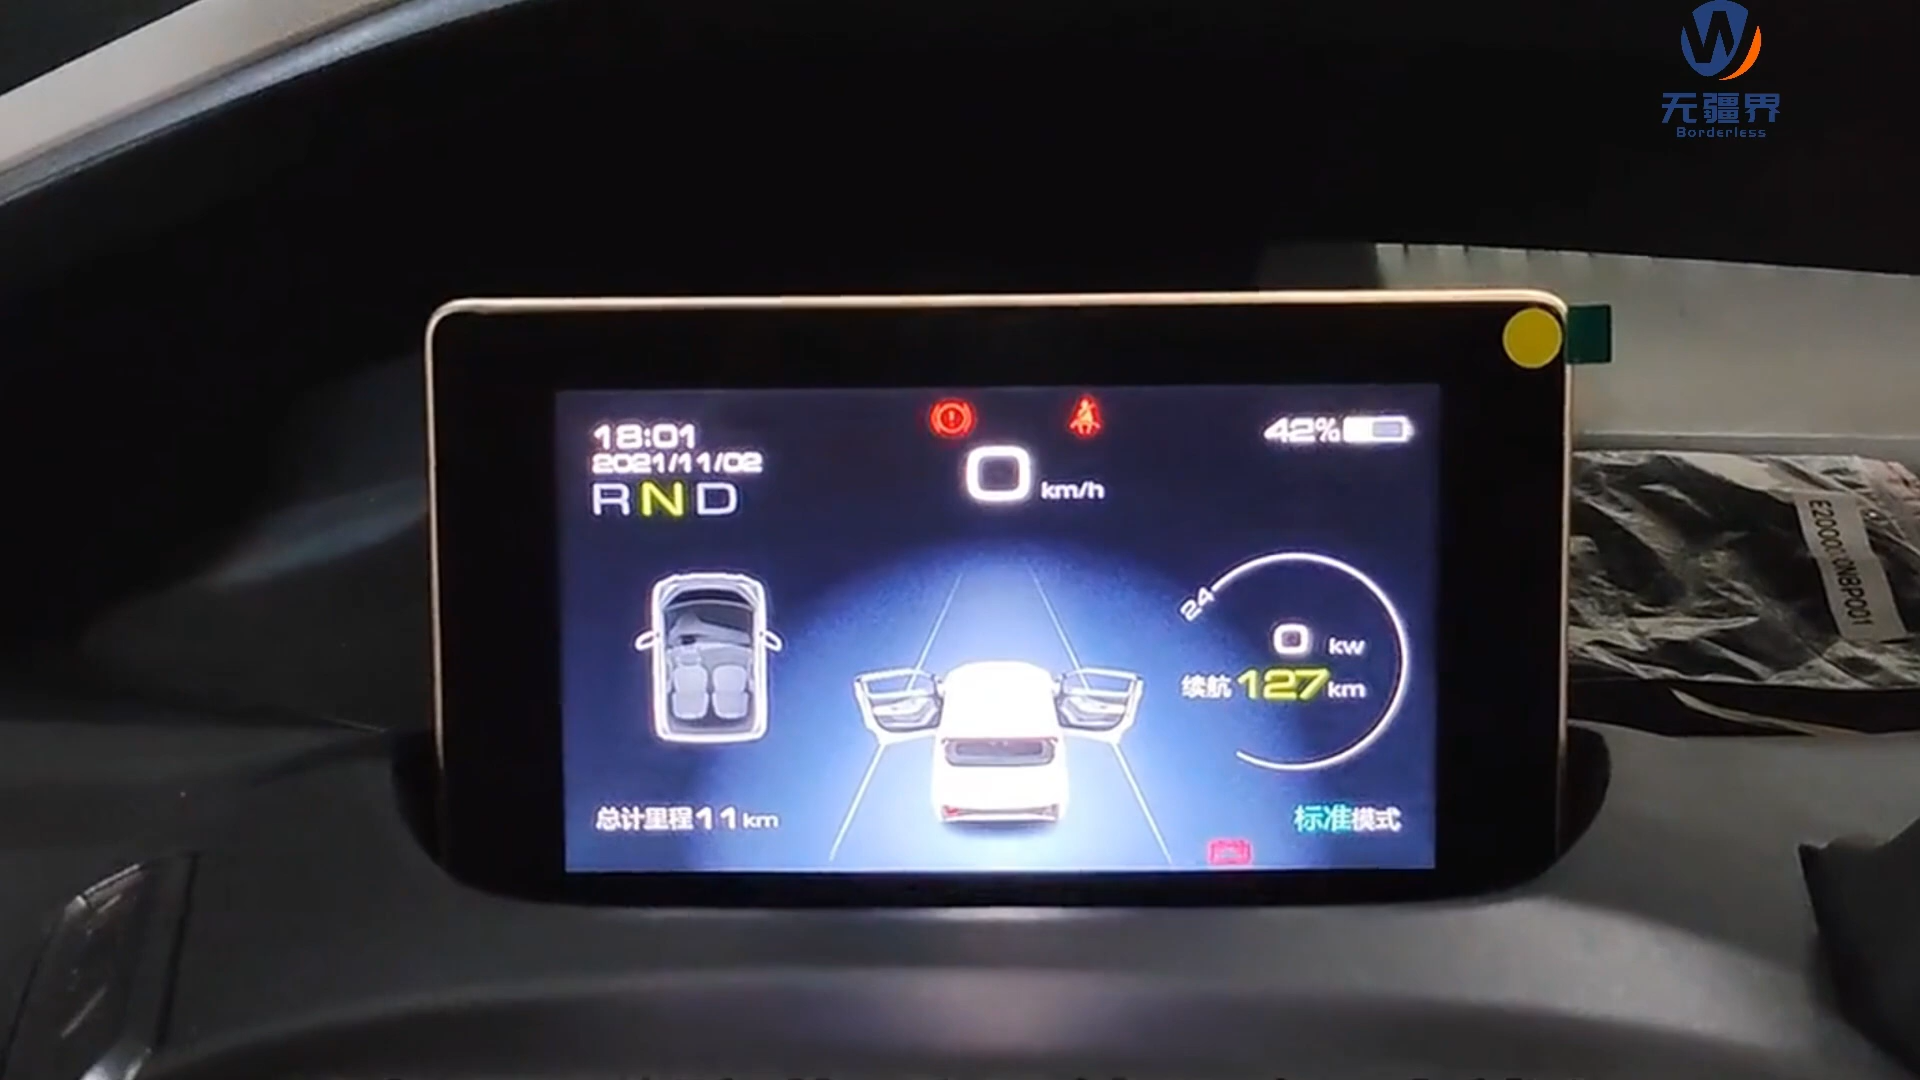 无疆界
Borderless
18:01
2021/11/02
R N D
0 km/h
42%
24
0 kw
续航 127 km
总计里程 11 km
标准模式
E200010NBP001